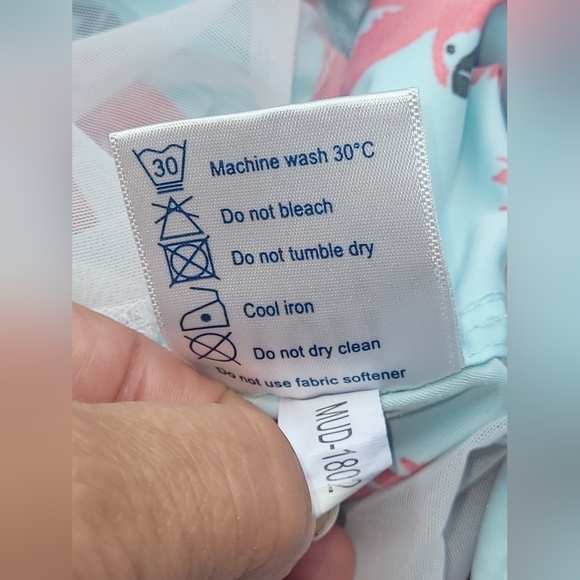 30 Machine wash 30°C
Do not bleach
Do not tumble dry
Cool iron
Do not dry clean
Do not use fabric softener
MUD-1802